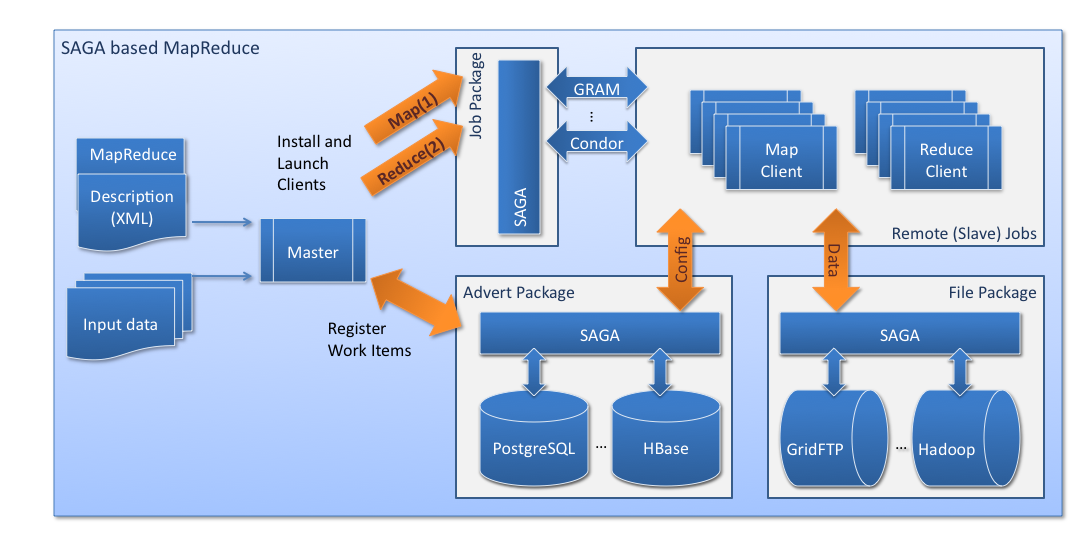 SAGA based MapReduce
MapReduce
Description
(XML)
Input data
Master
Install and
Launch
Clients
Map(1)
Reduce(2)
Register
Work Items
Job Package
SAGA
GRAM
...
Condor
Map
Client
Reduce
Client
Remote (Slave) Jobs
Config
Data
Advert Package
SAGA
PostgreSQL
...
HBase
File Package
SAGA
GridFTP
...
Hadoop